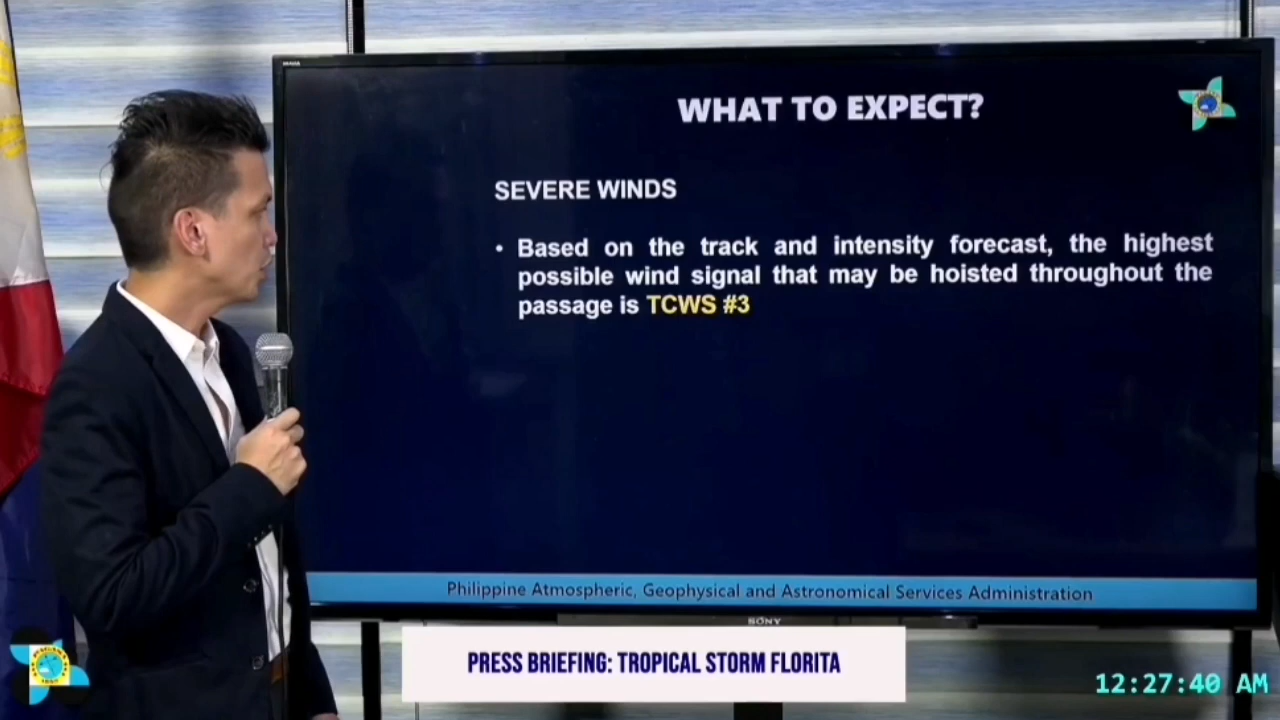 WHAT TO EXPECT?
SEVERE WINDS
• Based on the track and intensity forecast, the highest
possible wind signal that may be hoisted throughout the
passage is TCWS #3
Philippine Atmospheric, Geophysical and Astronomical Services Administration
SONY
PRESS BRIEFING: TROPICAL STORM FLORITA
12:27:40 AM